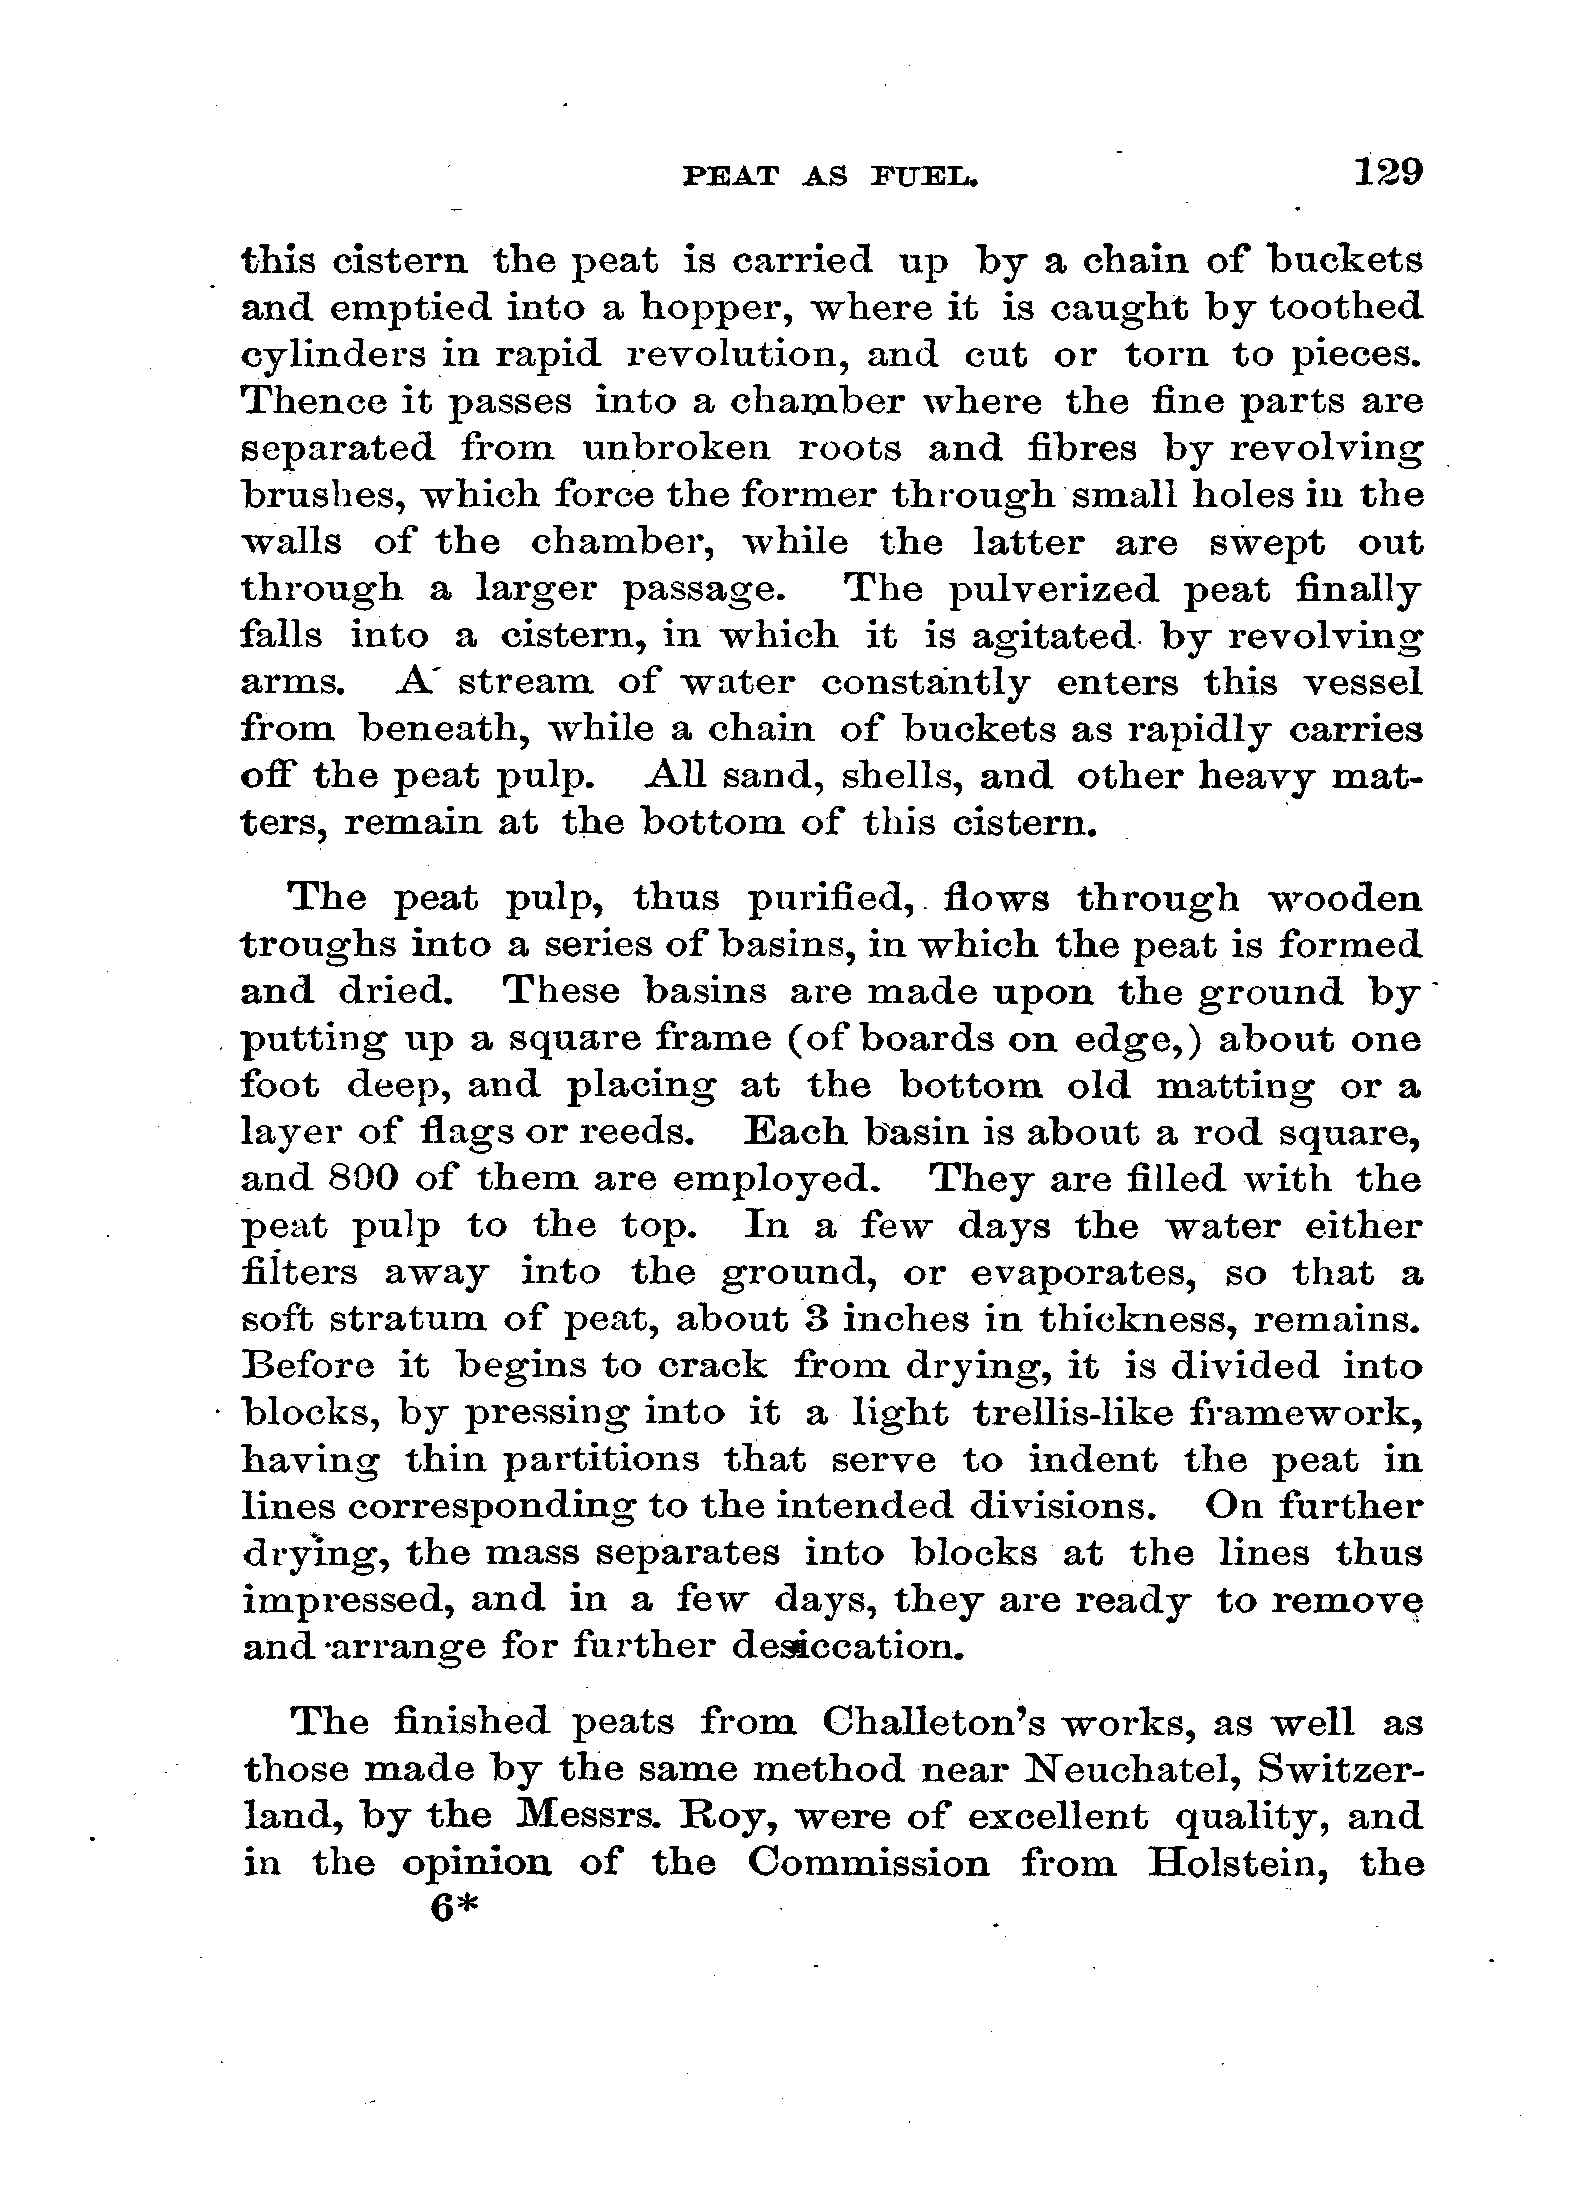 PEAT AS FUEL. 129
this cistern the peat is carried up by a chain of buckets
and emptied into a hopper, where it is caught by toothed
cylinders in rapid revolution, and cut or torn to pieces.
Thence it passes into a chamber where the fine parts are
separated from unbroken roots and fibres by revolving
brushes, which force the former through small holes in the
walls of the chamber, while the latter are swept out
through a larger passage. The pulverized peat finally
falls into a cistern, in which it is agitated by revolving
arms. A stream of water constantly enters this vessel
from beneath, while a chain of buckets as rapidly carries
off the peat pulp. All sand, shells, and other heavy mat-
ters, remain at the bottom of this cistern.
The peat pulp, thus purified, flows through wooden
troughs into a series of basins, in which the peat is formed
and dried. These basins are made upon the ground by
putting up a square frame (of boards on edge,) about one
foot deep, and placing at the bottom old matting or a
layer of flags or reeds. Each basin is about a rod square,
and 800 of them are employed. They are filled with the
peat pulp to the top. In a few days the water either
filters away into the ground, or evaporates, so that a
soft stratum of peat, about 3 inches in thickness, remains.
Before it begins to crack from drying, it is divided into
blocks, by pressing into it a light trellis-like framework,
having thin partitions that serve to indent the peat in
lines corresponding to the intended divisions. On further
drying, the mass separates into blocks at the lines thus
impressed, and in a few days, they are ready to remove
and arrange for further desiccation.
The finished peats from Challeton's works, as well as
those made by the same method near Neuchatel, Switzer-
land, by the Messrs. Roy, were of excellent quality, and
in the opinion of the Commission from Holstein, the
6*